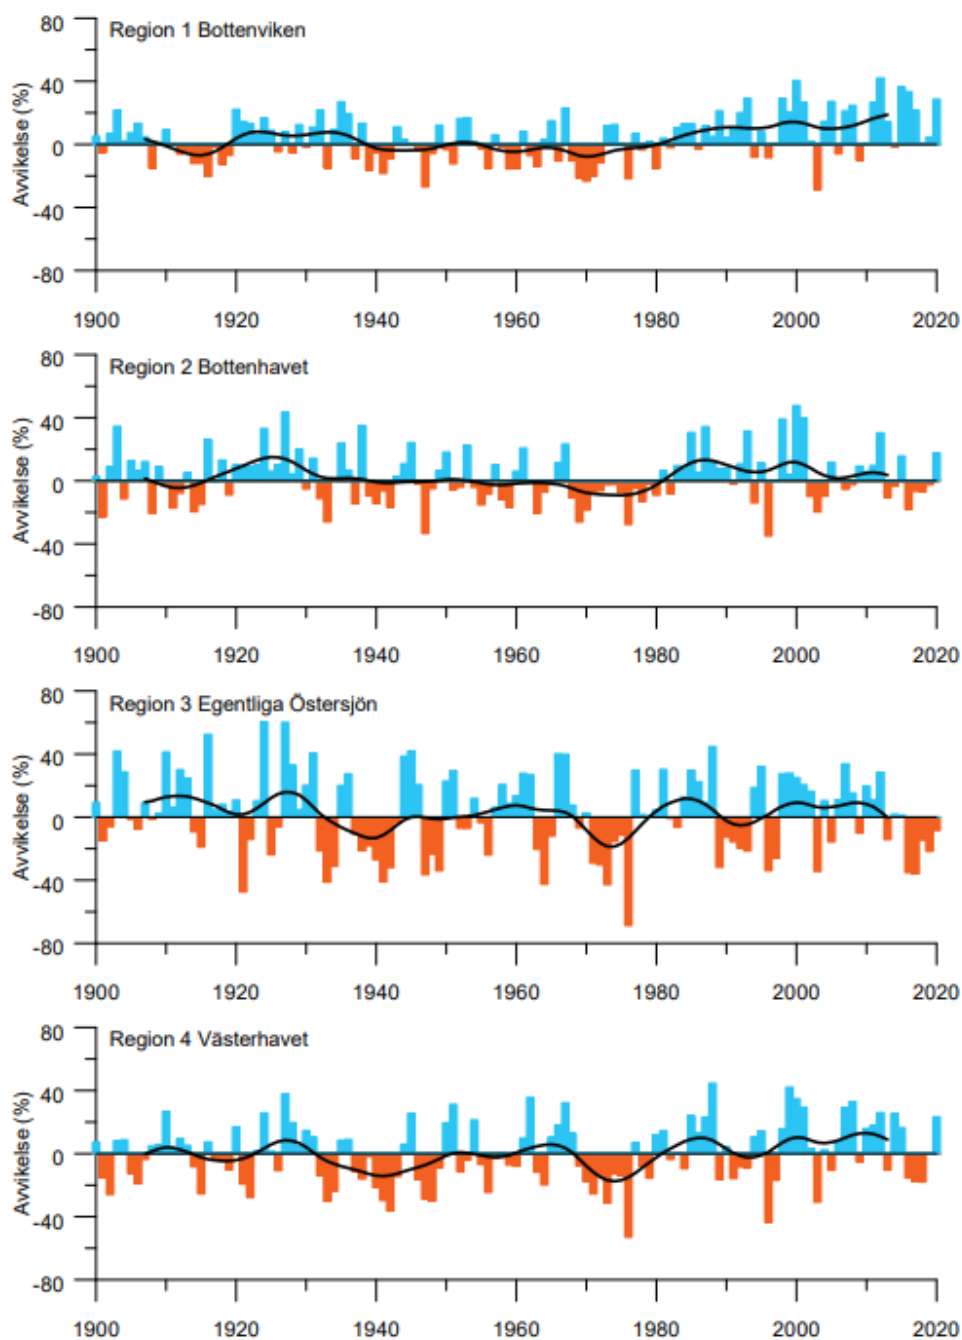 80
Region 1 Bottenviken
40
0
-40
-80
Avvikelse (%)
1900 1920 1940 1960 1980 2000 2020
80
Region 2 Bottenhavet
40
0
-40
-80
Avvikelse (%)
1900 1920 1940 1960 1980 2000 2020
80
Region 3 Egentliga Östersjön
40
0
-40
-80
Avvikelse (%)
1900 1920 1940 1960 1980 2000 2020
80
Region 4 Västerhavet
40
0
-40
-80
Avvikelse (%)
1900 1920 1940 1960 1980 2000 2020